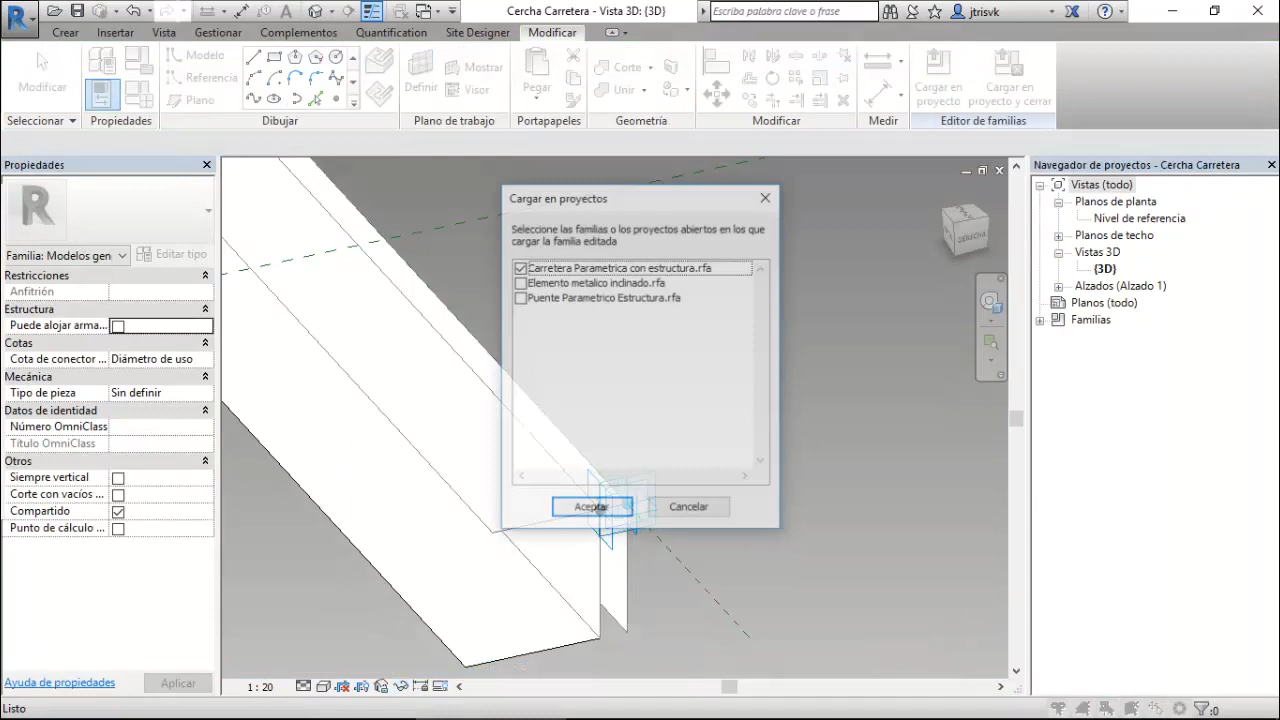 Cercha Carretera - Vista 3D: {3D}
Escriba palabra clave o frase
jtrisvk
Crear
Insertar
Vista
Gestionar
Complementos
Quantification
Site Designer
Modificar
Modificar
Modelo
Referencia
Plano
Definir
Mostrar
Visor
Pegar
Corte
Unir
Cargar en proyecto
Cargar en proyecto y cerrar
Seleccionar
Propiedades
Dibujar
Plano de trabajo
Portapapeles
Geometría
Modificar
Medir
Editor de familias
Propiedades
Familia: Modelos gen
Editar tipo
Restricciones
Anfitrión
Estructura
Puede alojar arma...
Cotas
Cota de conector ...
Diámetro de uso
Mecánica
Tipo de pieza
Sin definir
Datos de identidad
Número OmniClass
Título OmniClass
Otros
Siempre vertical
Corte con vacíos ...
Compartido
Punto de cálculo ...
Ayuda de propiedades
Aplicar
Listo
Cargar en proyectos
Seleccione las familias o los proyectos abiertos en los que
cargar la familia editada
Carretera Parametrica con estructura.rfa
Elemento metalico inclinado.rfa
Puente Parametrico Estructura.rfa
Aceptar
Cancelar
DERECHA
1 : 20
Navegador de proyectos - Cercha Carretera
Vistas (todo)
Planos de planta
Nivel de referencia
Planos de techo
Vistas 3D
{3D}
Alzados (Alzado 1)
Planos (todo)
Familias
:0